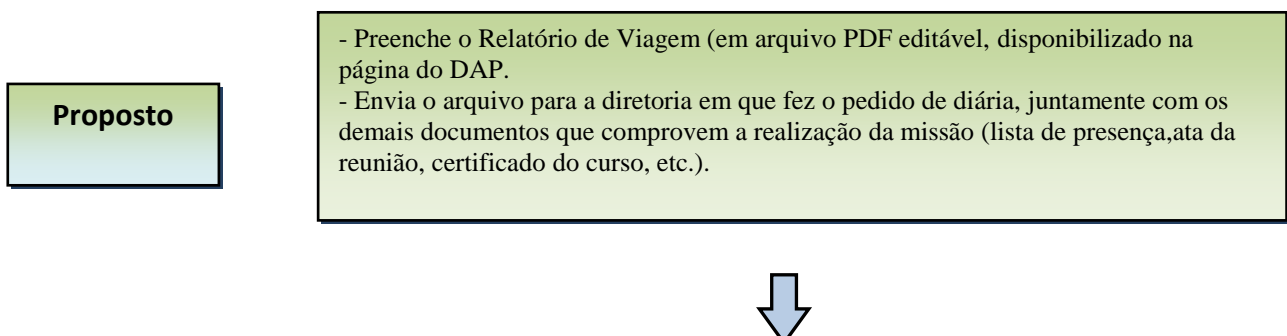 Proposto
- Preenche o Relatório de Viagem (em arquivo PDF editável, disponibilizado na
página do DAP.
- Envia o arquivo para a diretoria em que fez o pedido de diária, juntamente com os
demais documentos que comprovem a realização da missão (lista de presença,ata da
reunião, certificado do curso, etc.).